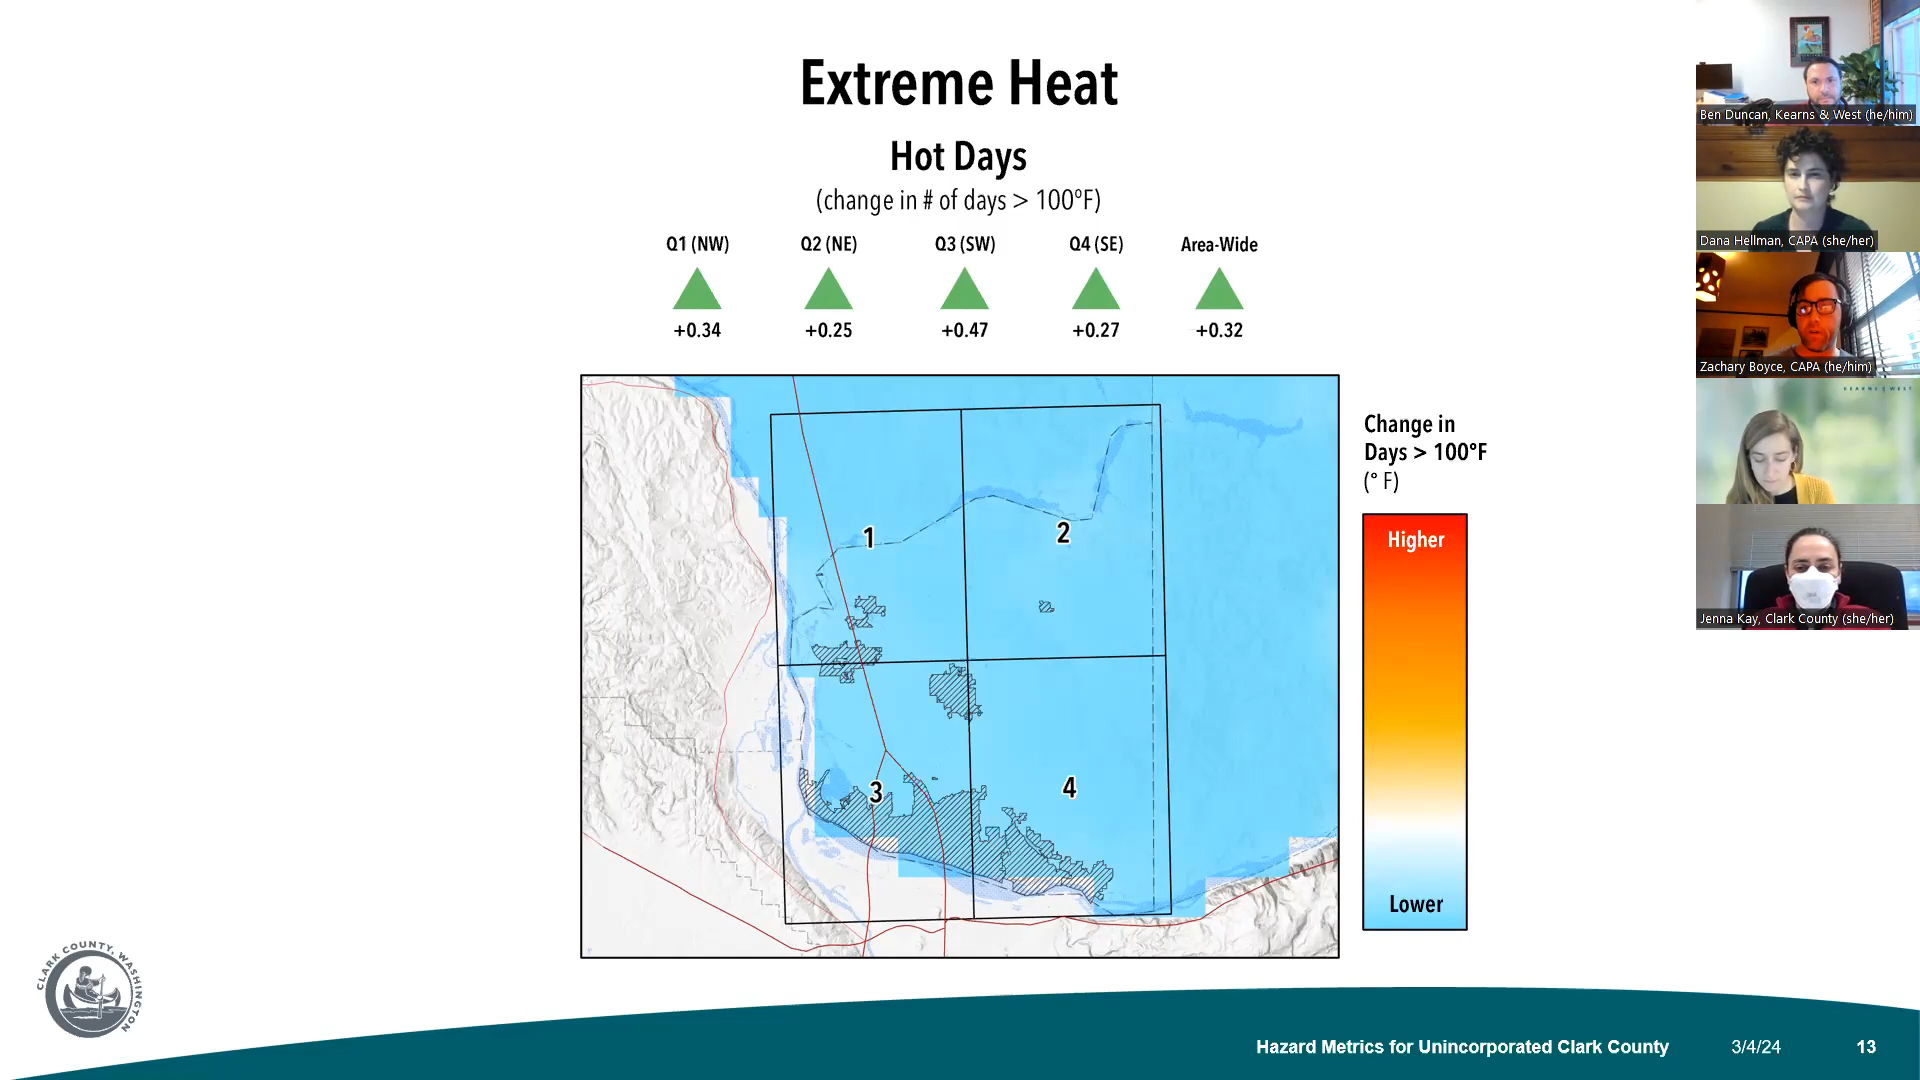 Extreme Heat
Hot Days
(change in # of days > 100°F)
Q1 (NW) Q2 (NE) Q3 (SW) Q4 (SE) Area-Wide
+0.34 +0.25 +0.47 +0.27 +0.32
1
2
3
4
Change in
Days > 100°F
(° F)
Higher
Lower
CLARK COUNTY, WASHINGTON
Hazard Metrics for Unincorporated Clark County 3/4/24 13
Ben Duncan, Kearns & West (he/him)
Dana Hellman, CAPA (she/her)
Zachary Boyce, CAPA (he/him)
KEARNS & WEST
Jenna Kay, Clark County (she/her)